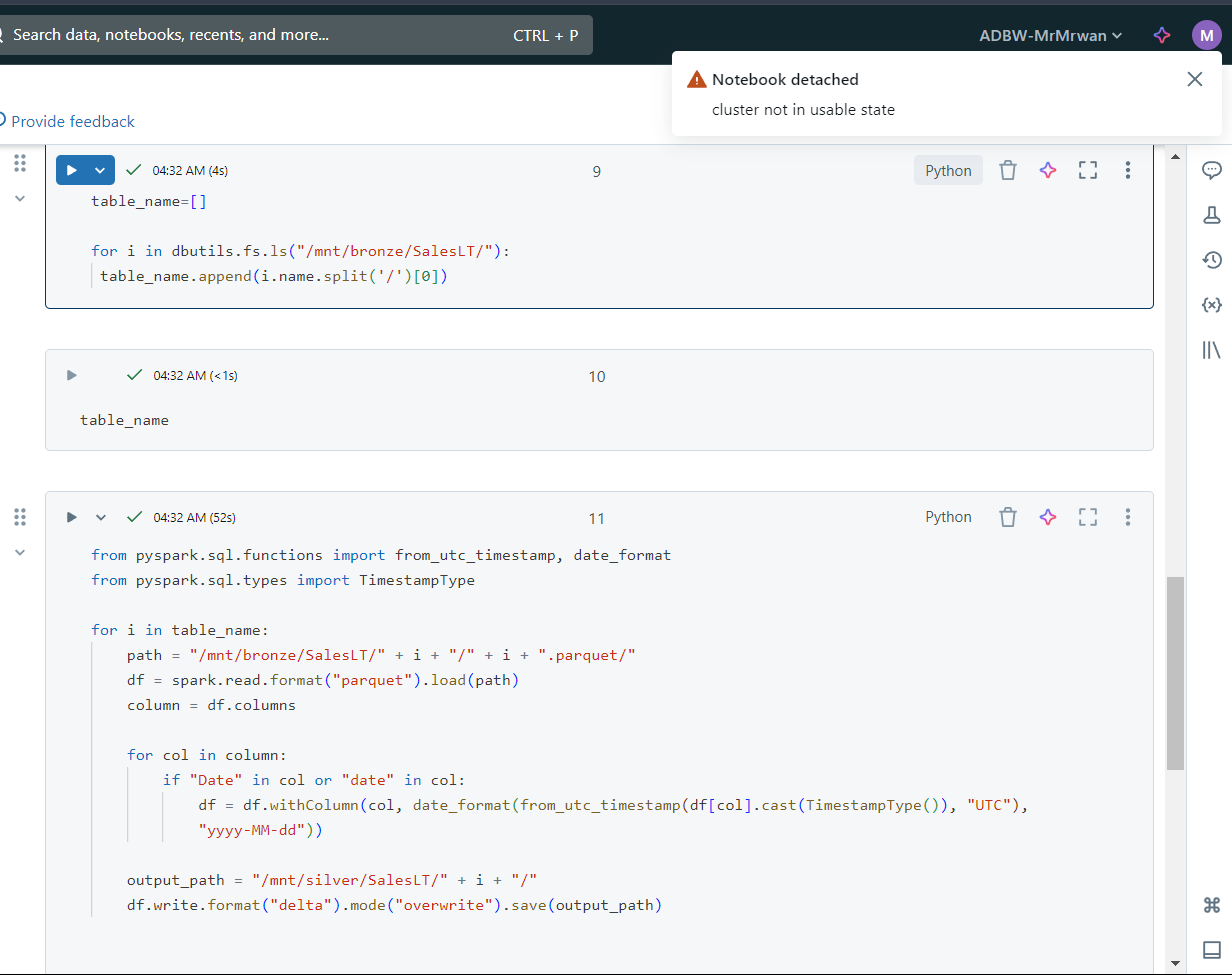 Search data, notebooks, recents, and more...
CTRL + P
ADBW-MrMrwan
M
Notebook detached
cluster not in usable state
Provide feedback
04:32 AM (4s)
9
Python
table_name=[]
for i in dbutils.fs.ls("/mnt/bronze/SalesLT/"):
table_name.append(i.name.split('/')[0])
04:32 AM (<1s)
10
table_name
04:32 AM (52s)
11
Python
from pyspark.sql.functions import from_utc_timestamp, date_format
from pyspark.sql.types import TimestampType
for i in table_name:
path = "/mnt/bronze/SalesLT/" + i + "/" + i + ".parquet/"
df = spark.read.format("parquet").load(path)
column = df.columns
for col in column:
if "Date" in col or "date" in col:
df = df.withColumn(col, date_format(from_utc_timestamp(df[col].cast(TimestampType()), "UTC"),
"yyyy-MM-dd"))
output_path = "/mnt/silver/SalesLT/" + i + "/"
df.write.format("delta").mode("overwrite").save(output_path)